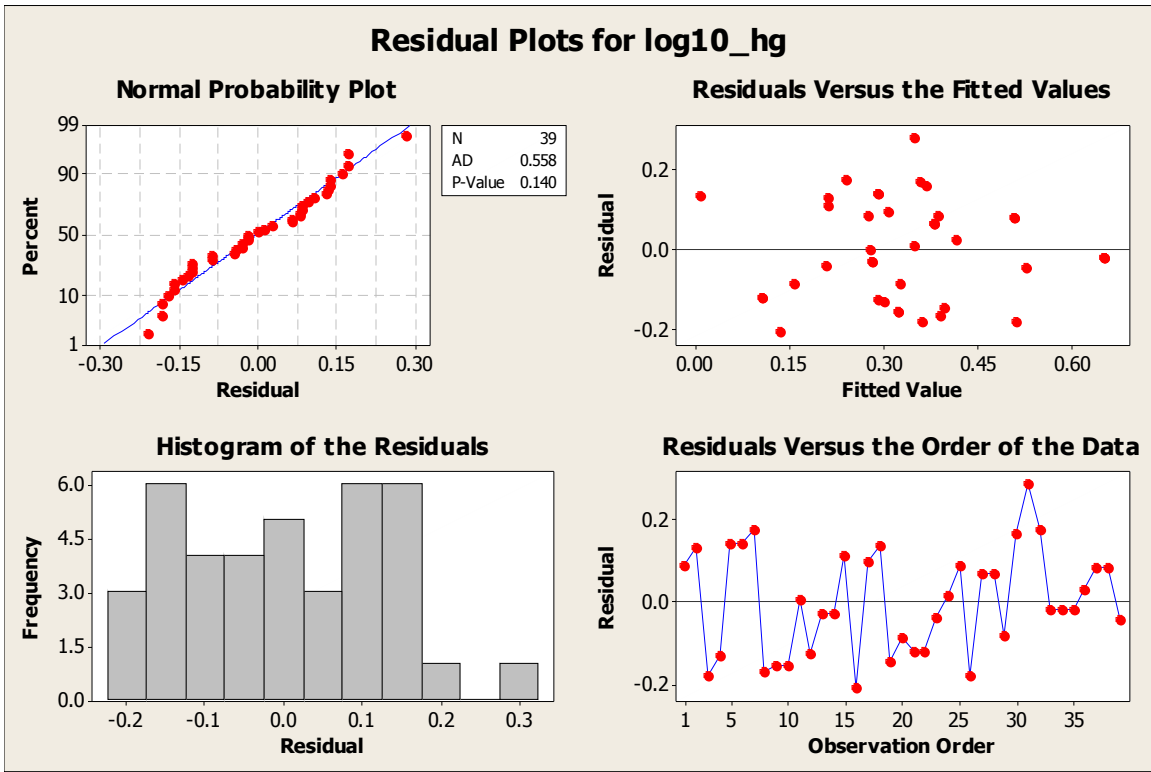 Residual Plots for log10_hg
Normal Probability Plot
99
90
50
10
1
Percent
-0.30 -0.15 0.00 0.15 0.30
Residual
N 39
AD 0.558
P-Value 0.140
Residuals Versus the Fitted Values
0.2
0.0
-0.2
Residual
0.00 0.15 0.30 0.45 0.60
Fitted Value
Histogram of the Residuals
6.0
4.5
3.0
1.5
0.0
Frequency
-0.2 -0.1 0.0 0.1 0.2 0.3
Residual
Residuals Versus the Order of the Data
0.2
0.0
-0.2
Residual
1 5 10 15 20 25 30 35
Observation Order